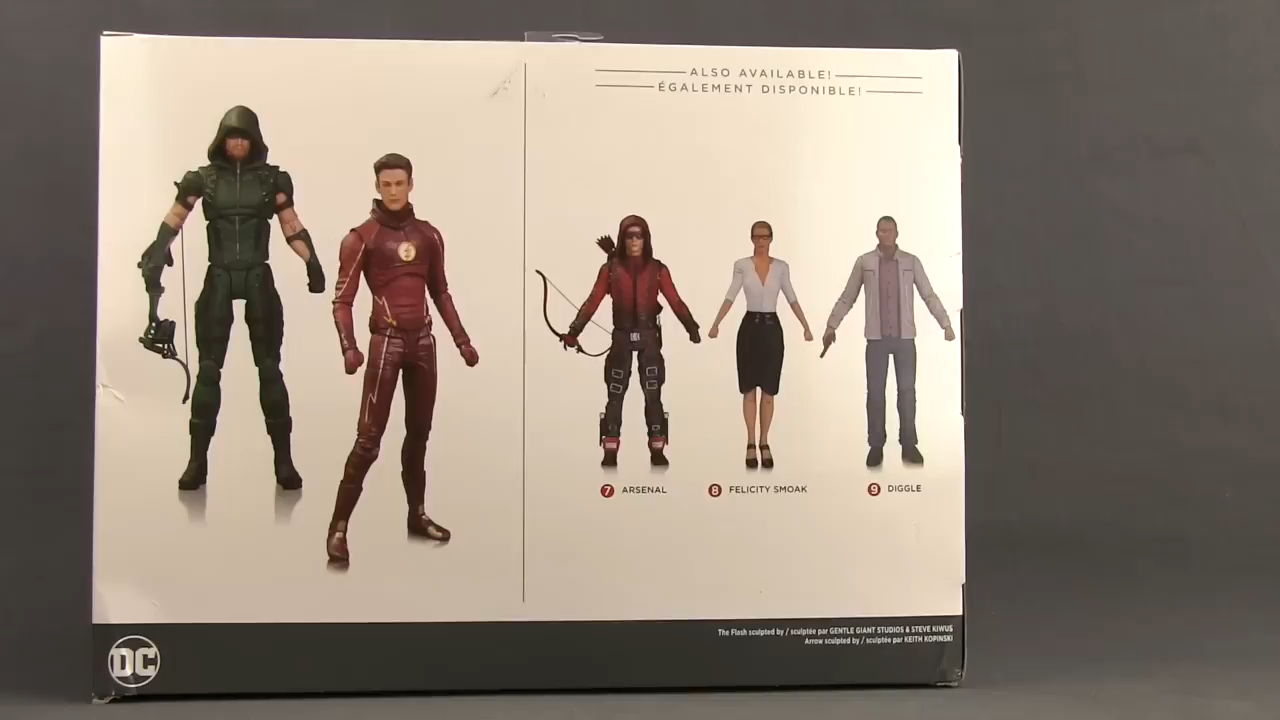 ALSO AVAILABLE!
ÉGALEMENT DISPONIBLE!
7 ARSENAL
8 FELICITY SMOAK
9 DIGGLE
The Flash sculpted by / sculptée par GENTLE GIANT STUDIOS & STEVE KIWUS
Arrow sculpted by / sculptée par KEITH KOPINSKI
DC